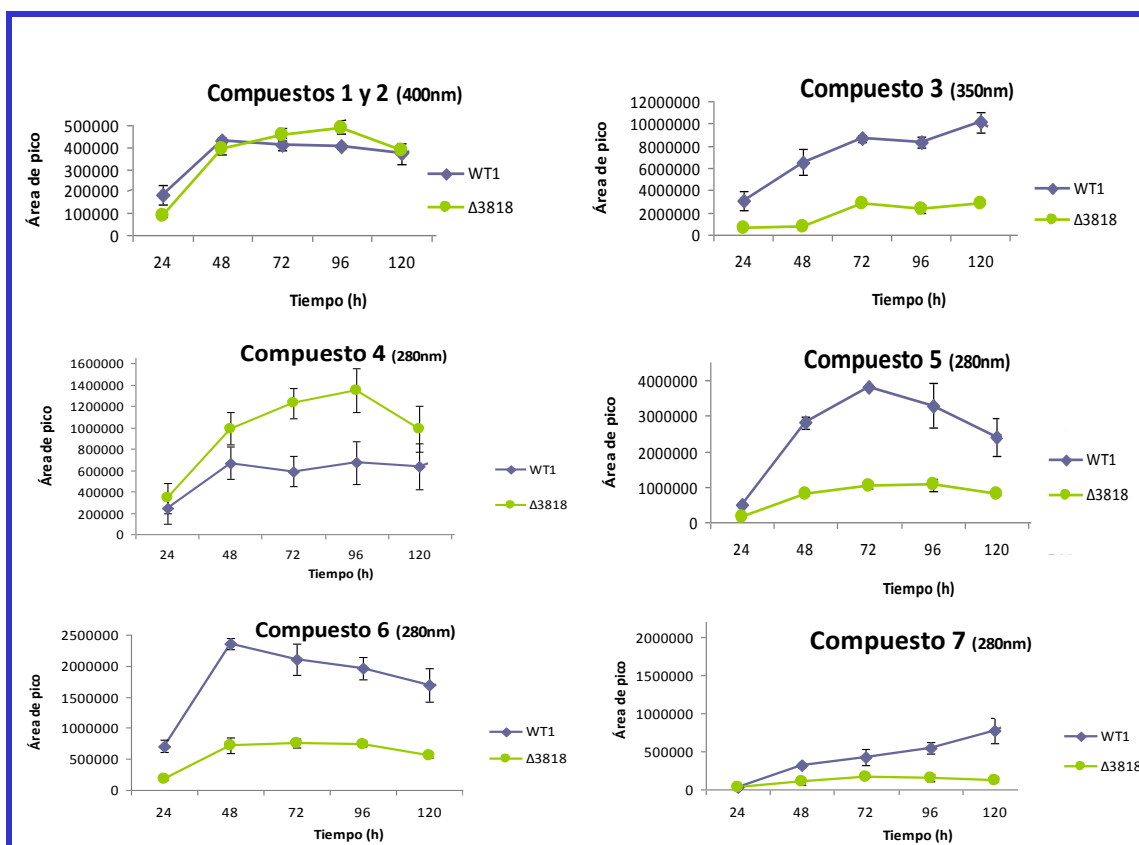 Compuestos 1 y 2 (400nm)
Área de pico
500000
400000
300000
200000
100000
0
24 48 72 96 120
Tiempo (h)
WT1
Δ3818
Compuesto 3 (350nm)
Área de pico
12000000
10000000
8000000
6000000
4000000
2000000
0
24 48 72 96 120
Tiempo (h)
WT1
Δ3818
Compuesto 4 (280nm)
Área de pico
1600000
1400000
1200000
1000000
800000
600000
400000
200000
0
24 48 72 96 120
Tiempo (h)
WT1
Δ3818
Compuesto 5 (280nm)
Área de pico
4000000
3000000
2000000
1000000
0
24 48 72 96 120
Tiempo (h)
WT1
Δ3818
Compuesto 6 (280nm)
Área de pico
2500000
2000000
1500000
1000000
500000
0
24 48 72 96 120
Tiempo (h)
WT1
Δ3818
Compuesto 7 (280nm)
Área de pico
2000000
1500000
1000000
500000
0
24 48 72 96 120
Tiempo (h)
WT1
Δ3818